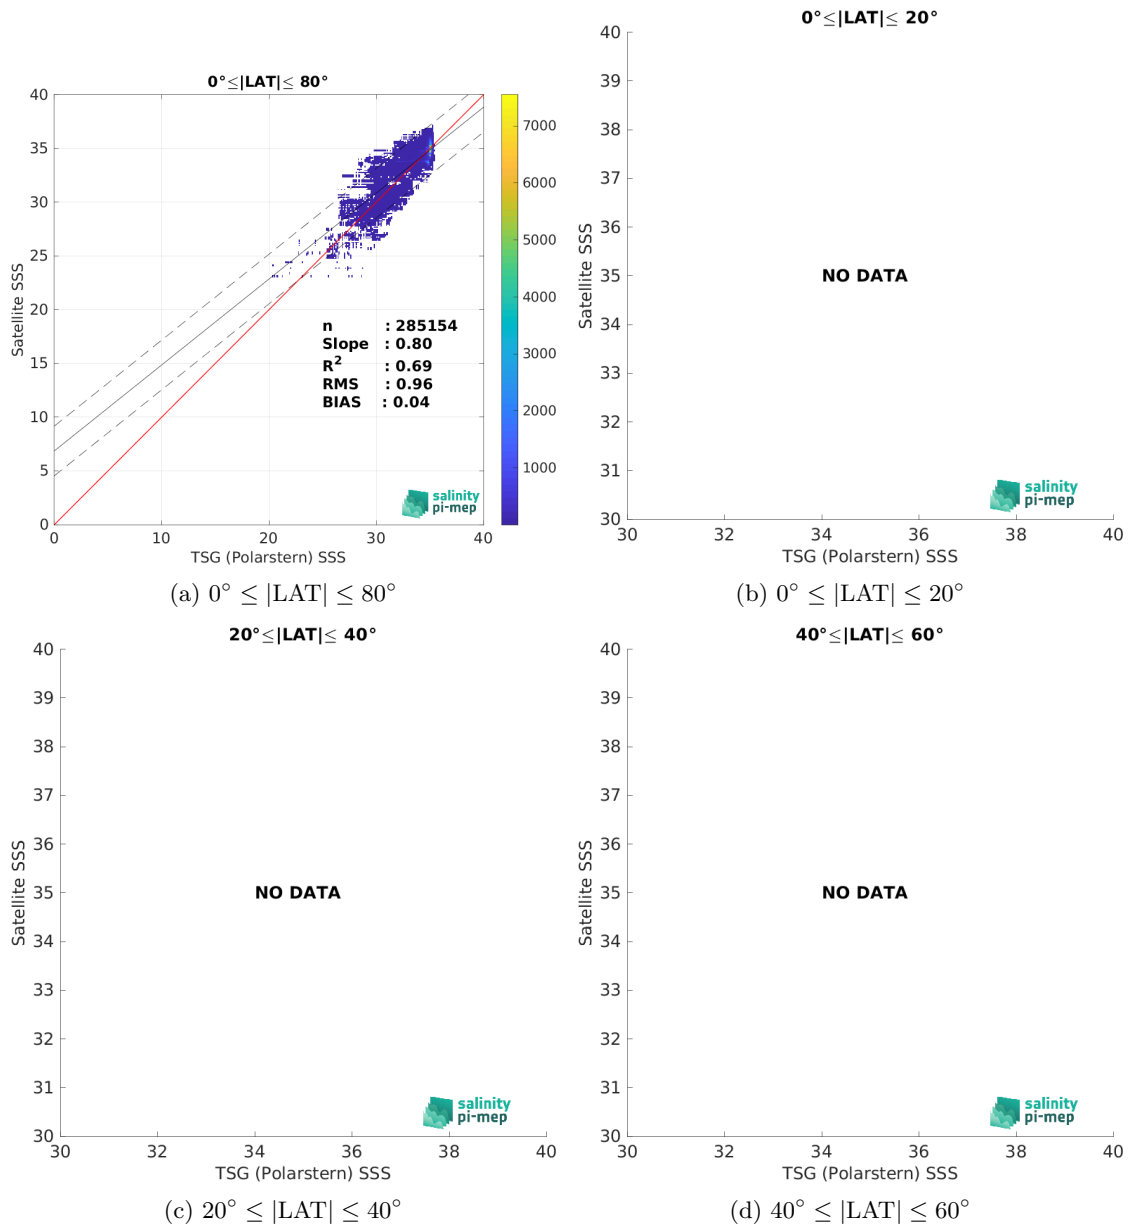 0°≤|LAT|≤ 80°
40
35
30
25
20
15
10
5
0
Satellite SSS
0 10 20 30 40
TSG (Polarstern) SSS
7000
6000
5000
4000
3000
2000
1000
n : 285154
Slope : 0.80
R² : 0.69
RMS : 0.96
BIAS : 0.04
salinity
pi-mep
(a) 0° ≤ |LAT| ≤ 80°
0°≤|LAT|≤ 20°
40
39
38
37
36
35
34
33
32
31
30
Satellite SSS
NO DATA
salinity
pi-mep
30 32 34 36 38 40
TSG (Polarstern) SSS
(b) 0° ≤ |LAT| ≤ 20°
20°≤|LAT|≤ 40°
40
39
38
37
36
35
34
33
32
31
30
Satellite SSS
NO DATA
salinity
pi-mep
30 32 34 36 38 40
TSG (Polarstern) SSS
(c) 20° ≤ |LAT| ≤ 40°
40°≤|LAT|≤ 60°
40
39
38
37
36
35
34
33
32
31
30
Satellite SSS
NO DATA
salinity
pi-mep
30 32 34 36 38 40
TSG (Polarstern) SSS
(d) 40° ≤ |LAT| ≤ 60°